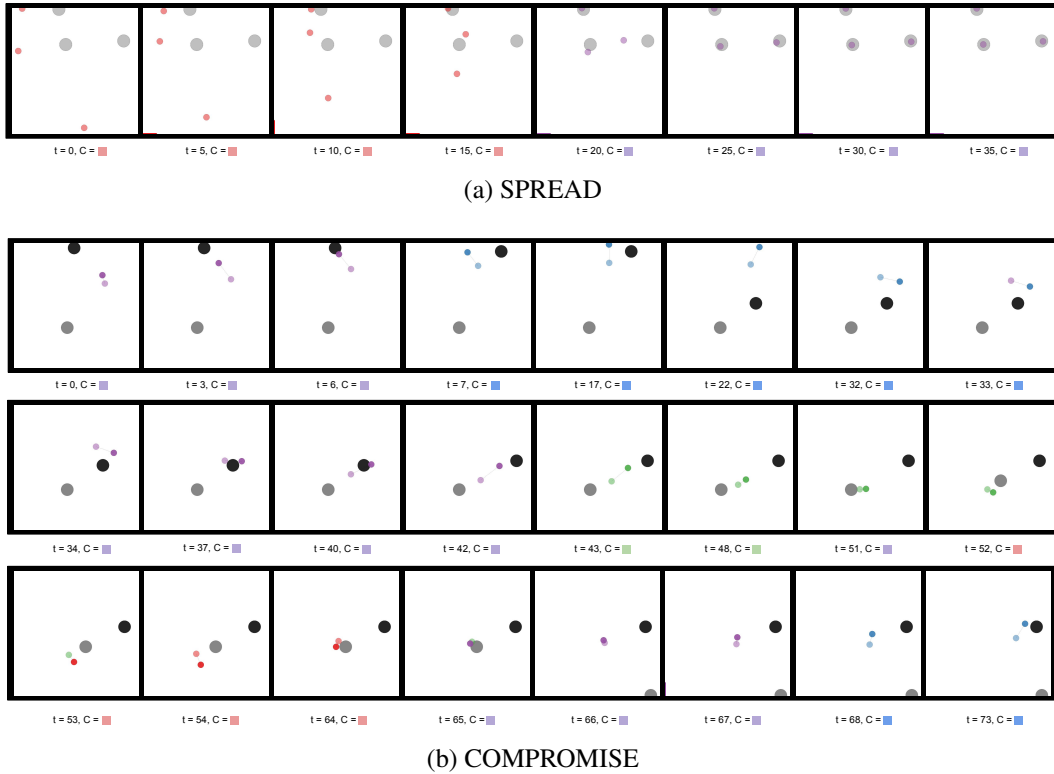 t = 0, C =
t = 5, C =
t = 10, C =
t = 15, C =
t = 20, C =
t = 25, C =
t = 30, C =
t = 35, C =
(a) SPREAD
t = 0, C =
t = 3, C =
t = 6, C =
t = 7, C =
t = 17, C =
t = 22, C =
t = 32, C =
t = 33, C =
t = 34, C =
t = 37, C =
t = 40, C =
t = 42, C =
t = 43, C =
t = 48, C =
t = 51, C =
t = 52, C =
t = 53, C =
t = 54, C =
t = 64, C =
t = 65, C =
t = 66, C =
t = 67, C =
t = 68, C =
t = 73, C =
(b) COMPROMISE